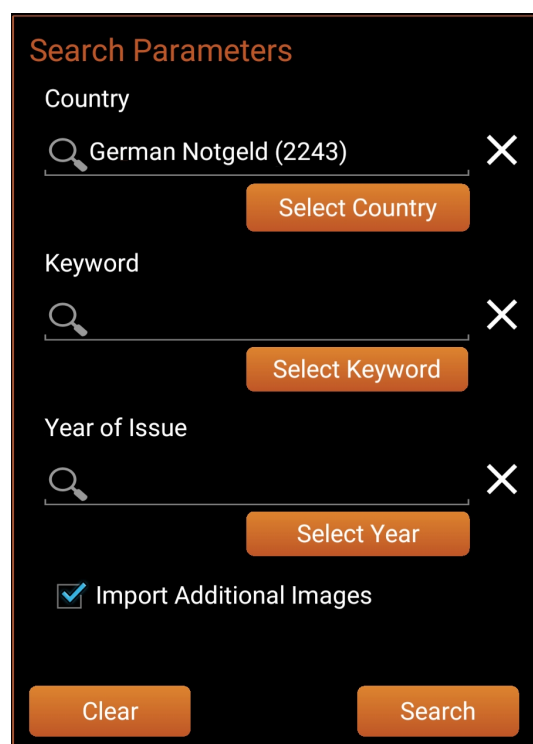 Search Parameters
Country
German Notgeld (2243)
Select Country
Keyword
Select Keyword
Year of Issue
Select Year
Import Additional Images
Clear
Search